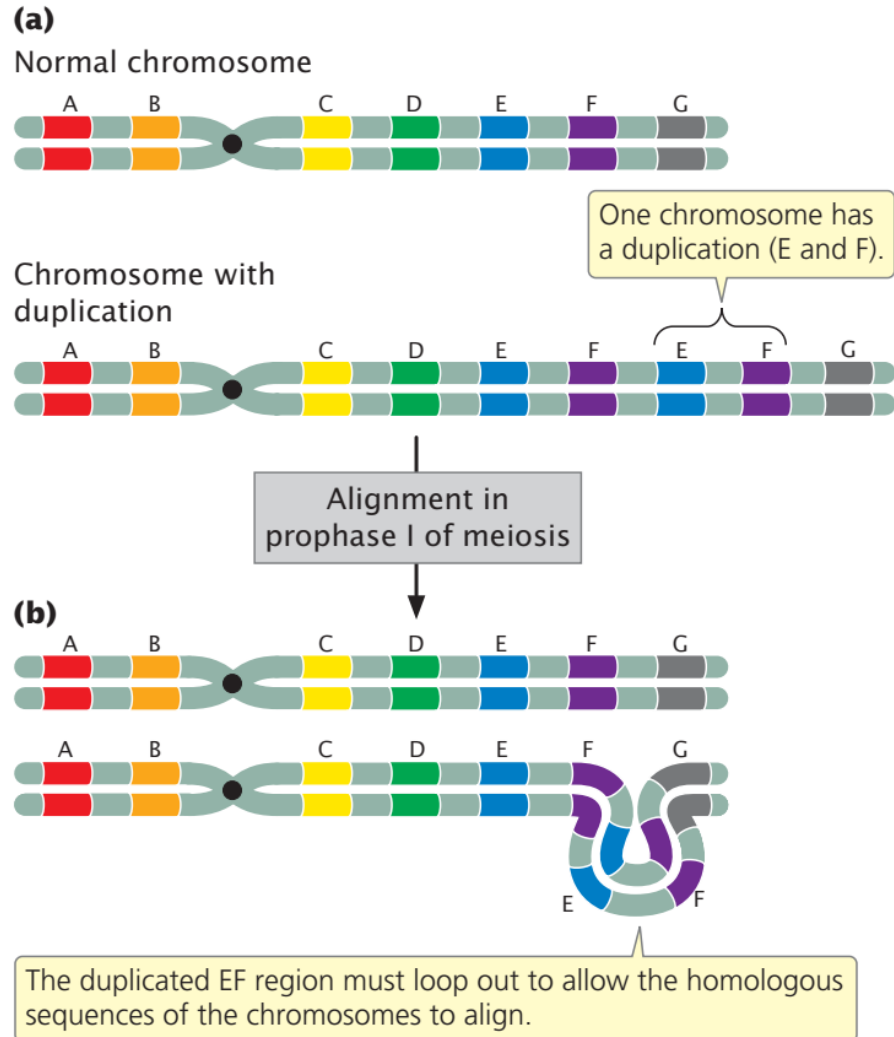 (a)
Normal chromosome
A B C D E F G
One chromosome has
a duplication (E and F).
Chromosome with
duplication
A B C D E F E F G
Alignment in
prophase I of meiosis
(b)
A B C D E F G
A B C D E F G
E F
The duplicated EF region must loop out to allow the homologous
sequences of the chromosomes to align.